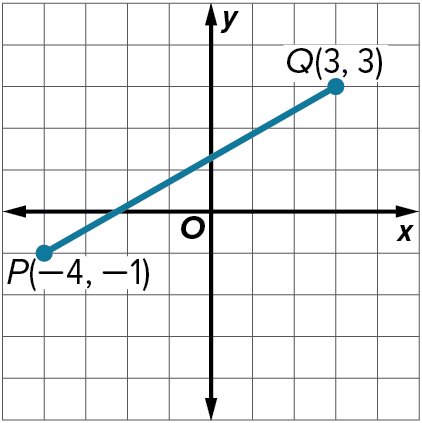 y
Q(3, 3)
O
x
P(−4, −1)